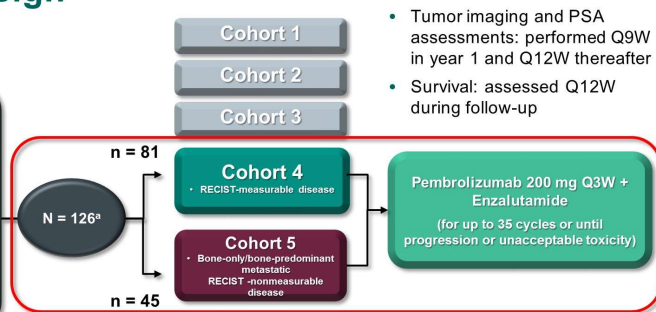 Cohort 1
Cohort 2
Cohort 3
• Tumor imaging and PSA
assessments: performed Q9W
in year 1 and Q12W thereafter
• Survival: assessed Q12W
during follow-up
N = 126ᵃ
n = 81
Cohort 4
• RECIST-measurable disease
Cohort 5
• Bone-only/bone-predominant
metastatic
RECIST -nonmeasurable
disease
n = 45
Pembrolizumab 200 mg Q3W +
Enzalutamide
(for up to 35 cycles or until
progression or unacceptable toxicity)